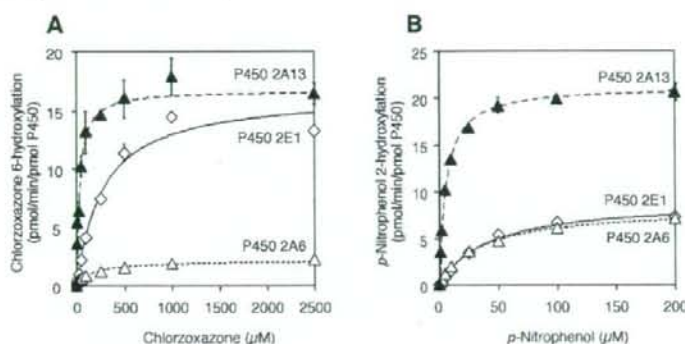 A
Chlorzoxazone 6-hydroxylation
(pmol/min/pmol P450)
20
15
10
5
0
P450 2A13
P450 2E1
P450 2A6
0
500
1000
1500
2000
2500
Chlorzoxazone (µM)
B
p-Nitrophenol 2-hydroxylation
(pmol/min/pmol P450)
25
20
15
10
5
0
P450 2A13
P450 2E1
P450 2A6
0
50
100
150
200
p-Nitrophenol (µM)